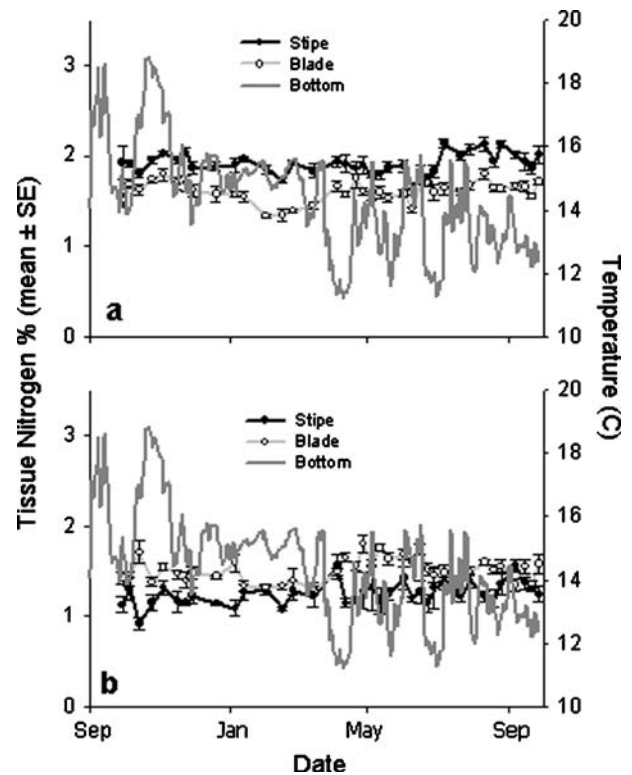 20
Stipe
Blade
Bottom
3
18
2
16
1
14
12
a
0
10
Tissue Nitrogen % (mean ± SE)
Temperature (C)
20
Stipe
Blade
Bottom
3
18
2
16
1
14
12
b
0
10
Sep
Jan
May
Sep
Date